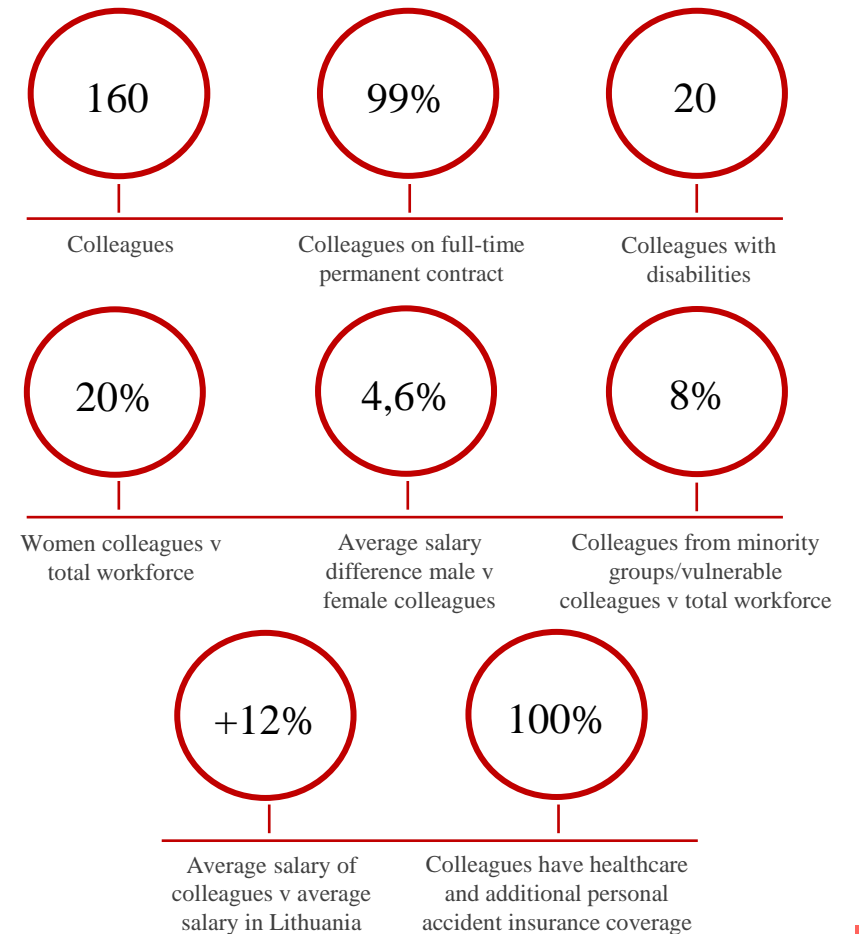 160
99%
20
Colleagues
Colleagues on full-time
permanent contract
Colleagues with
disabilities
20%
4,6%
8%
Women colleagues v
total workforce
Average salary
difference male v
female colleagues
Colleagues from minority
groups/vulnerable
colleagues v total workforce
+12%
100%
Average salary of
colleagues v average
salary in Lithuania
Colleagues have healthcare
and additional personal
accident insurance coverage